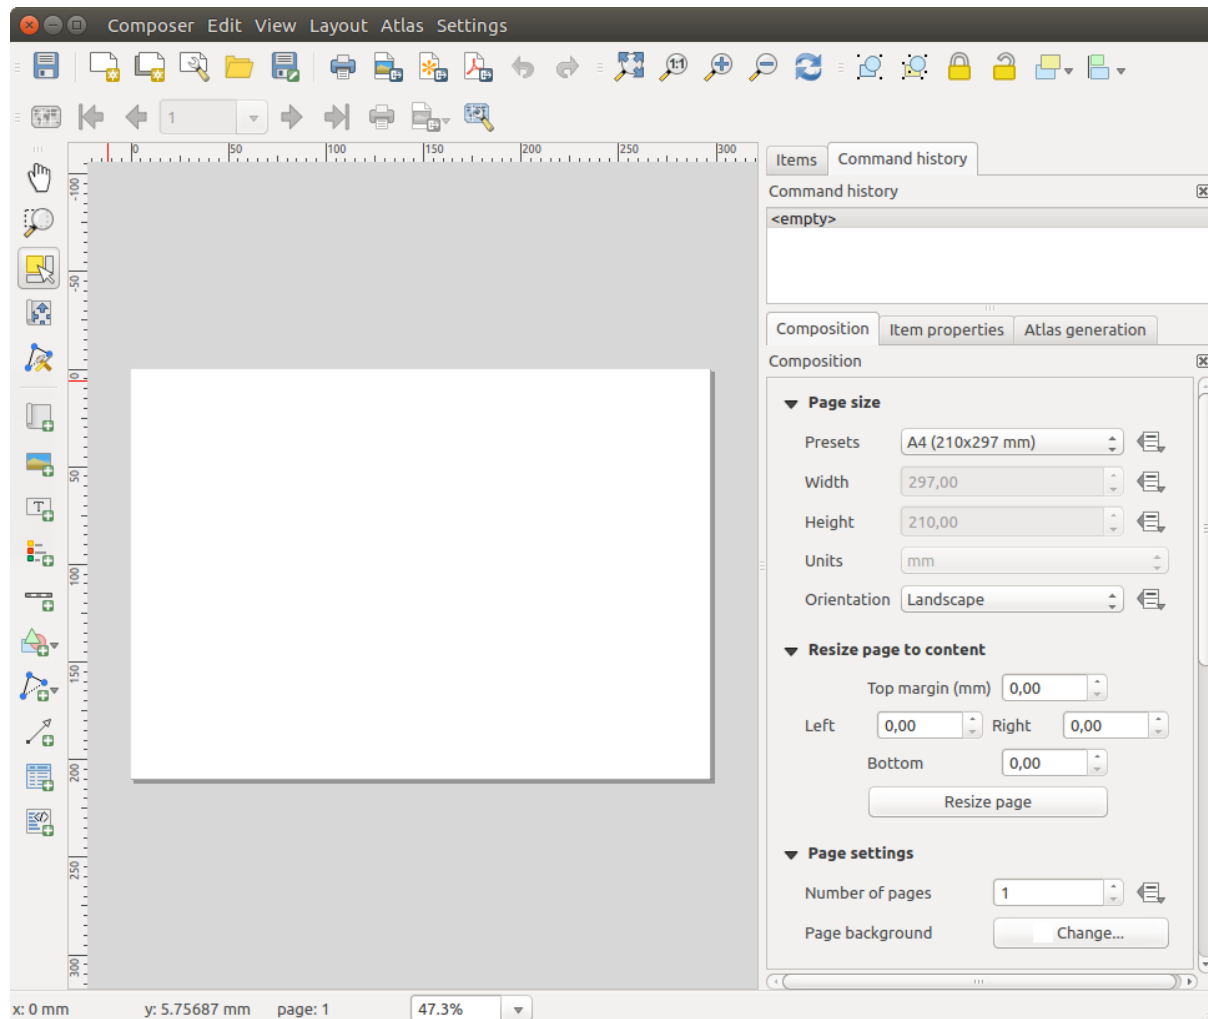 Composer Edit View Layout Atlas Settings
1:1
1
0 50 100 150 200 250 300
-100
-50
0
50
100
150
200
250
300
Items Command history
Command history
<empty>
Composition Item properties Atlas generation
Composition
Page size
Presets A4 (210x297 mm)
Width 297,00
Height 210,00
Units mm
Orientation Landscape
Resize page to content
Top margin (mm) 0,00
Left 0,00 Right 0,00
Bottom 0,00
Resize page
Page settings
Number of pages 1
Page background Change...
x: 0 mm y: 5.75687 mm page: 1 47.3%